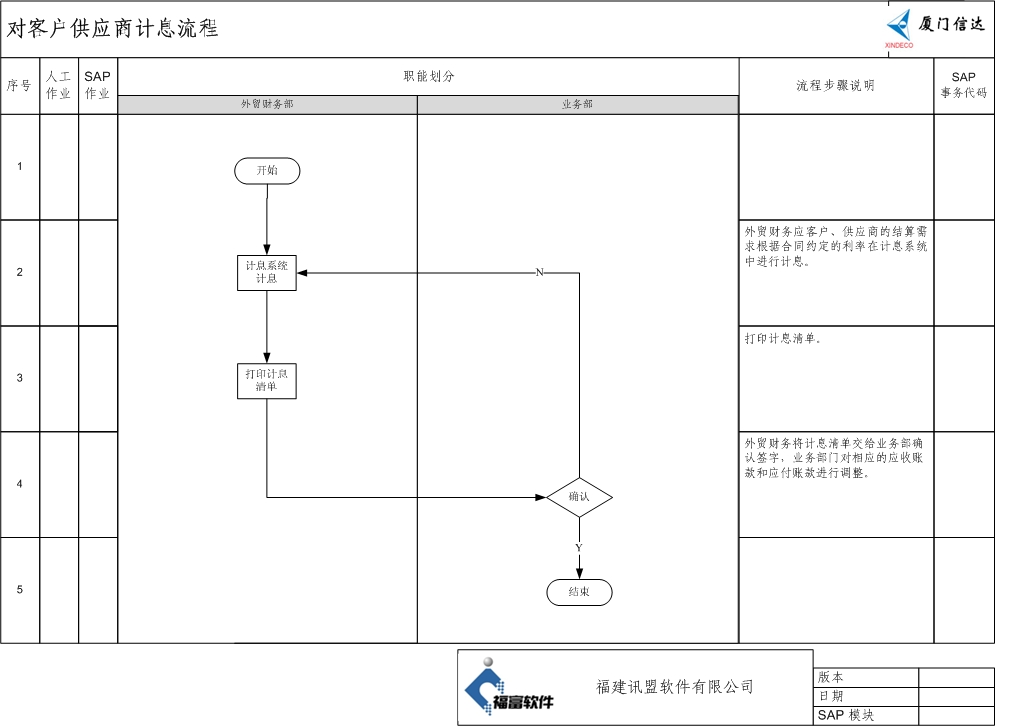 对客户供应商计息流程
厦门信达
XINDECO
序号
人工
作业
SAP
作业
职能划分
外贸财务部
业务部
流程步骤说明
SAP
事务代码
1
开始
2
计息系统
计息
N
外贸财务应客户、供应商的结算需
求根据合同约定的利率在计息系统
中进行计息。
3
打印计息
清单
打印计息清单。
4
确认
外贸财务将计息清单交给业务部确
认签字，业务部门对相应的应收账
款和应付账款进行调整。
Y
5
结束
福富软件
福建讯盟软件有限公司
版本
日期
SAP 模块